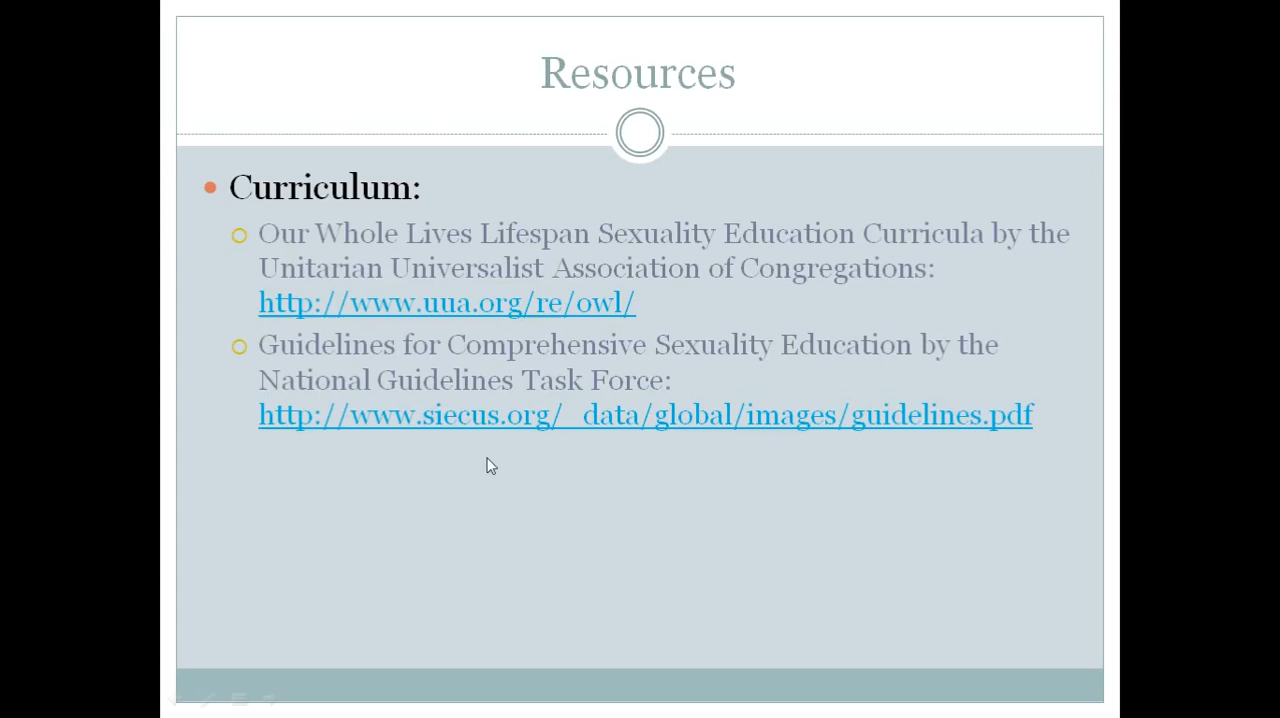 Resources
Curriculum:
Our Whole Lives Lifespan Sexuality Education Curricula by the
Unitarian Universalist Association of Congregations:
http://www.uua.org/re/owl/
Guidelines for Comprehensive Sexuality Education by the
National Guidelines Task Force:
http://www.siecus.org/_data/global/images/guidelines.pdf